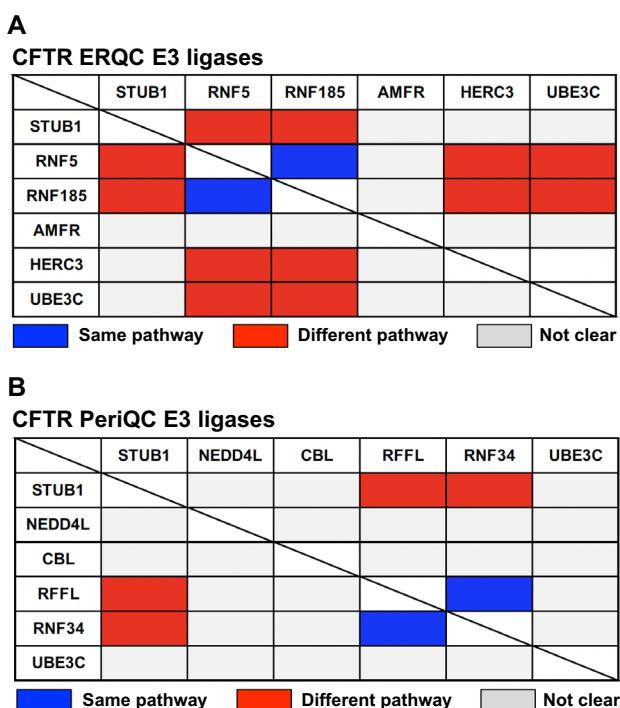 A
CFTR ERQC E3 ligases
STUB1 RNF5 RNF185 AMFR HERC3 UBE3C
STUB1
RNF5
RNF185
AMFR
HERC3
UBE3C
Same pathway Different pathway Not clear
B
CFTR PeriQC E3 ligases
STUB1 NEDD4L CBL RFFL RNF34 UBE3C
STUB1
NEDD4L
CBL
RFFL
RNF34
UBE3C
Same pathway Different pathway Not clear